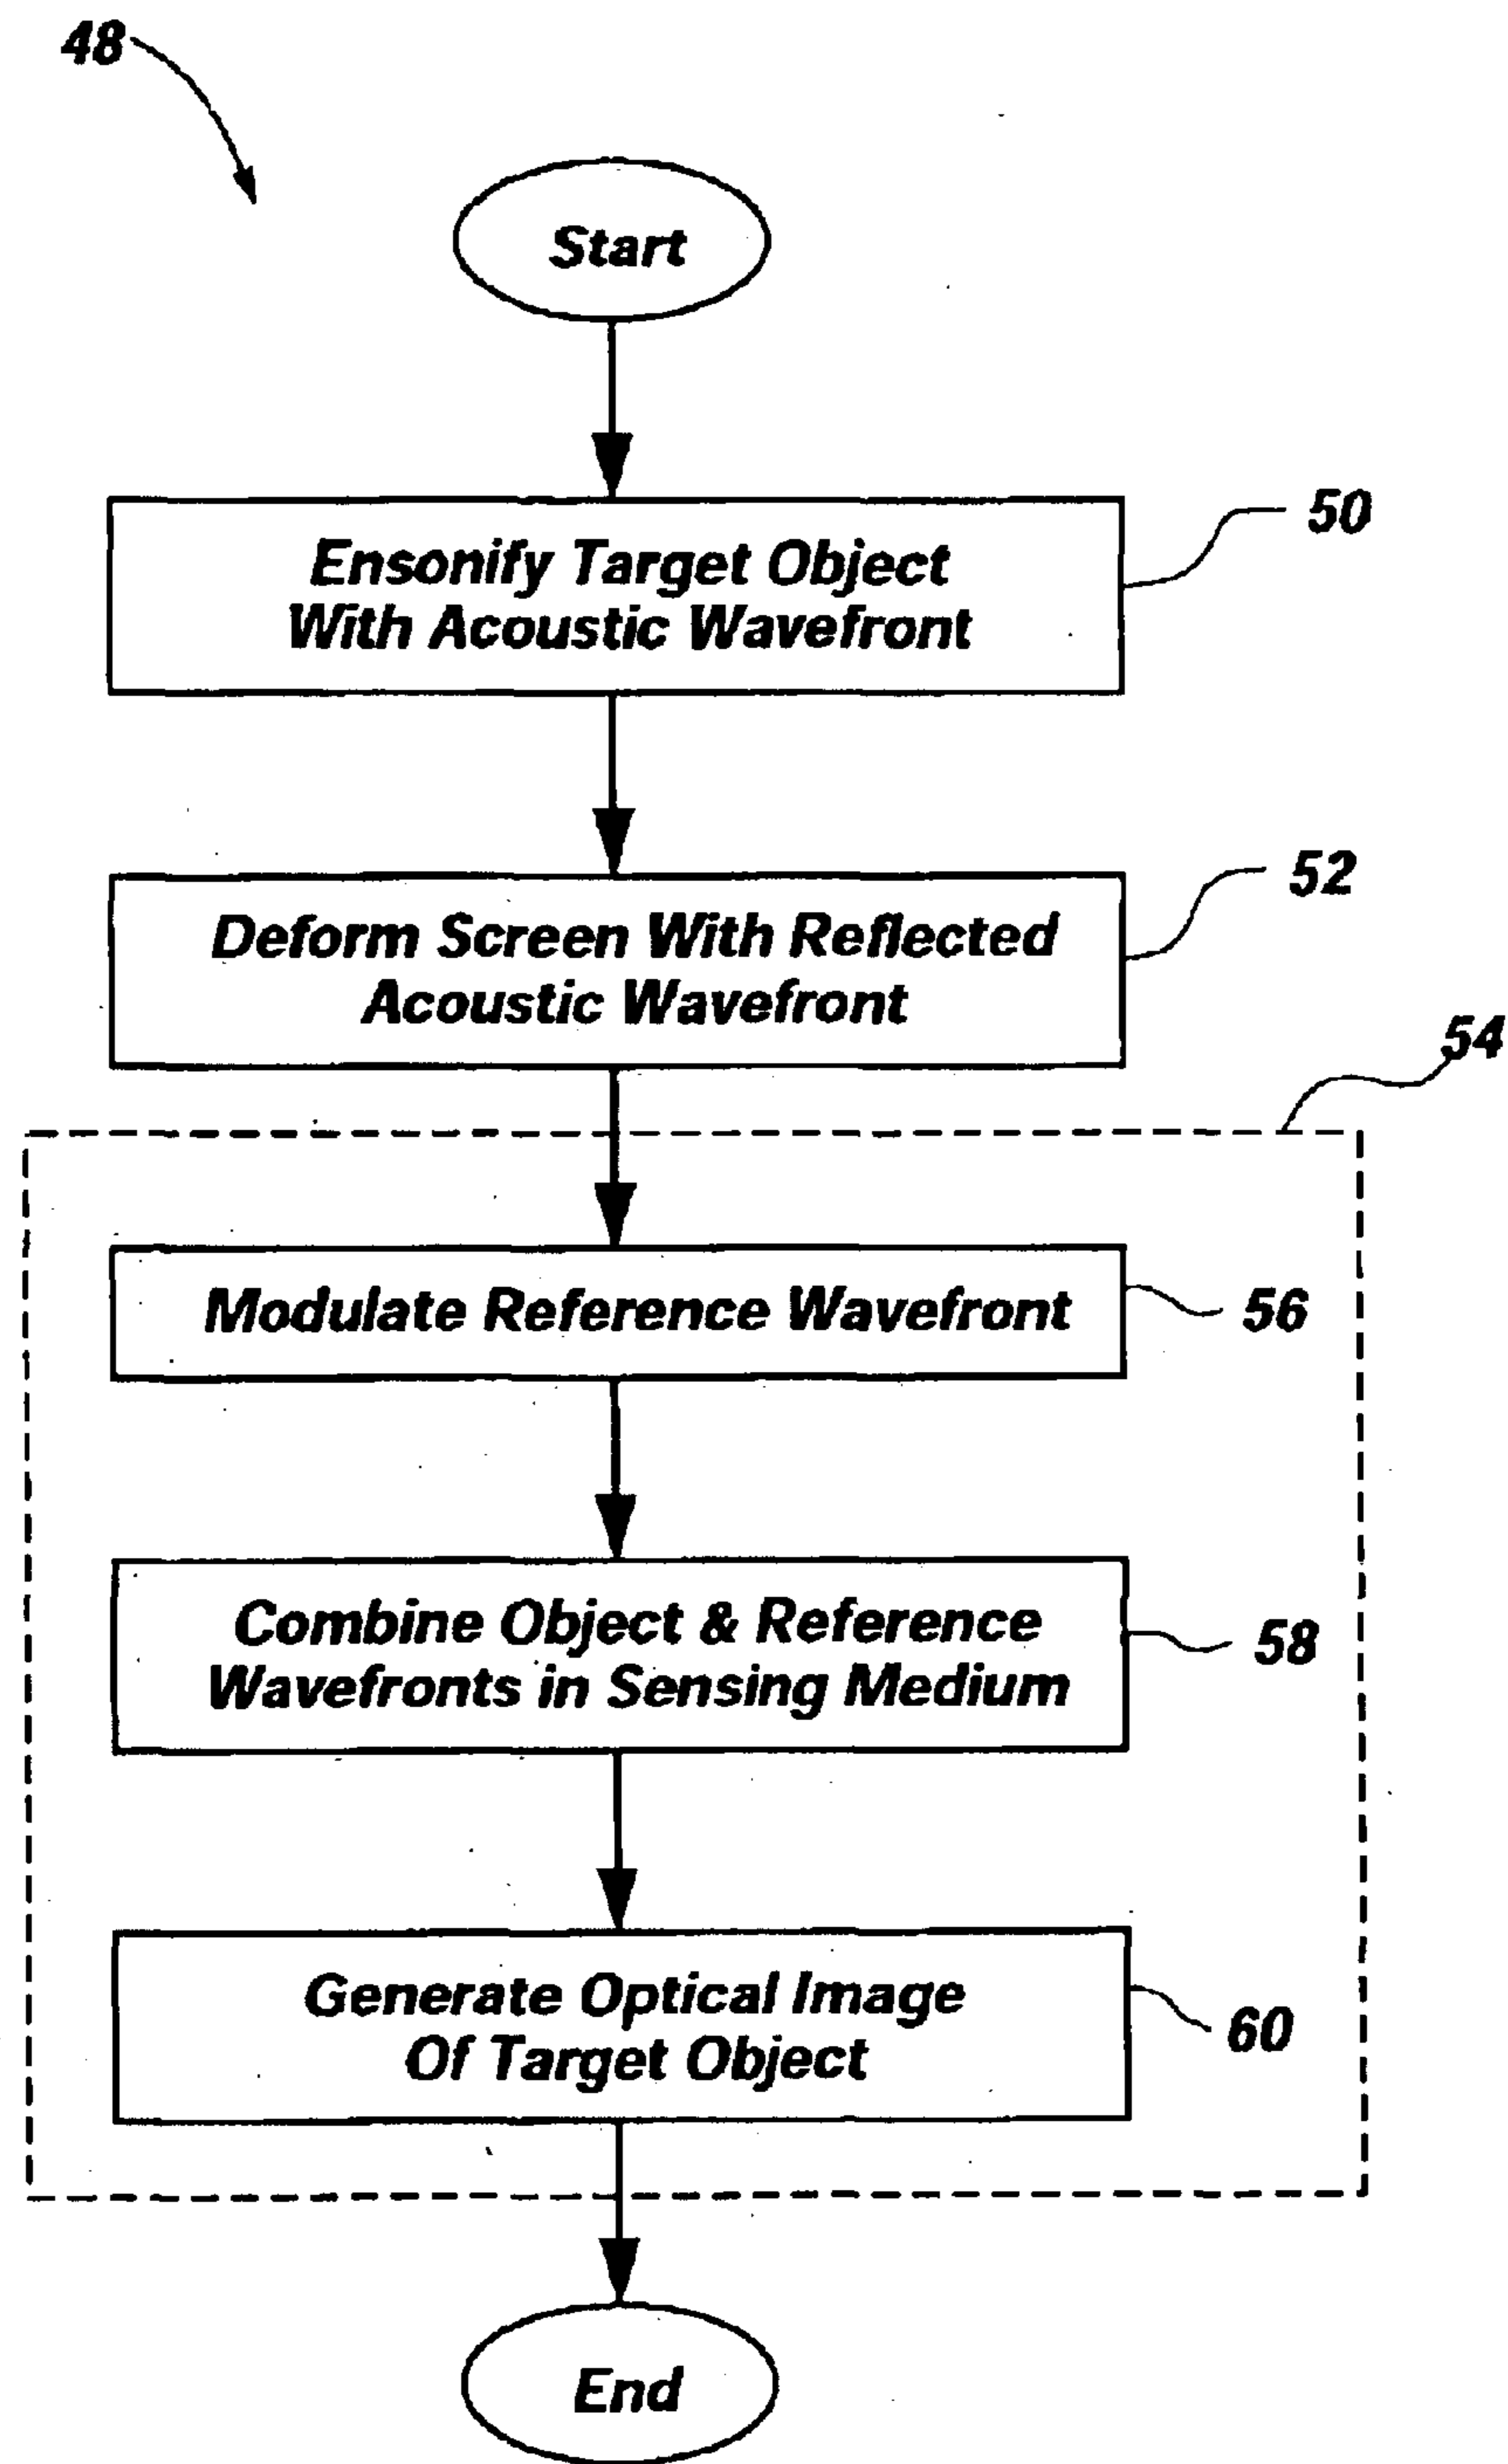 48
Start
Ensonify Target Object
With Acoustic Wavefront
50
Deform Screen With Reflected
Acoustic Wavefront
52
54
Modulate Reference Wavefront
56
Combine Object & Reference
Wavefronts in Sensing Medium
58
Generate Optical Image
Of Target Object
60
End